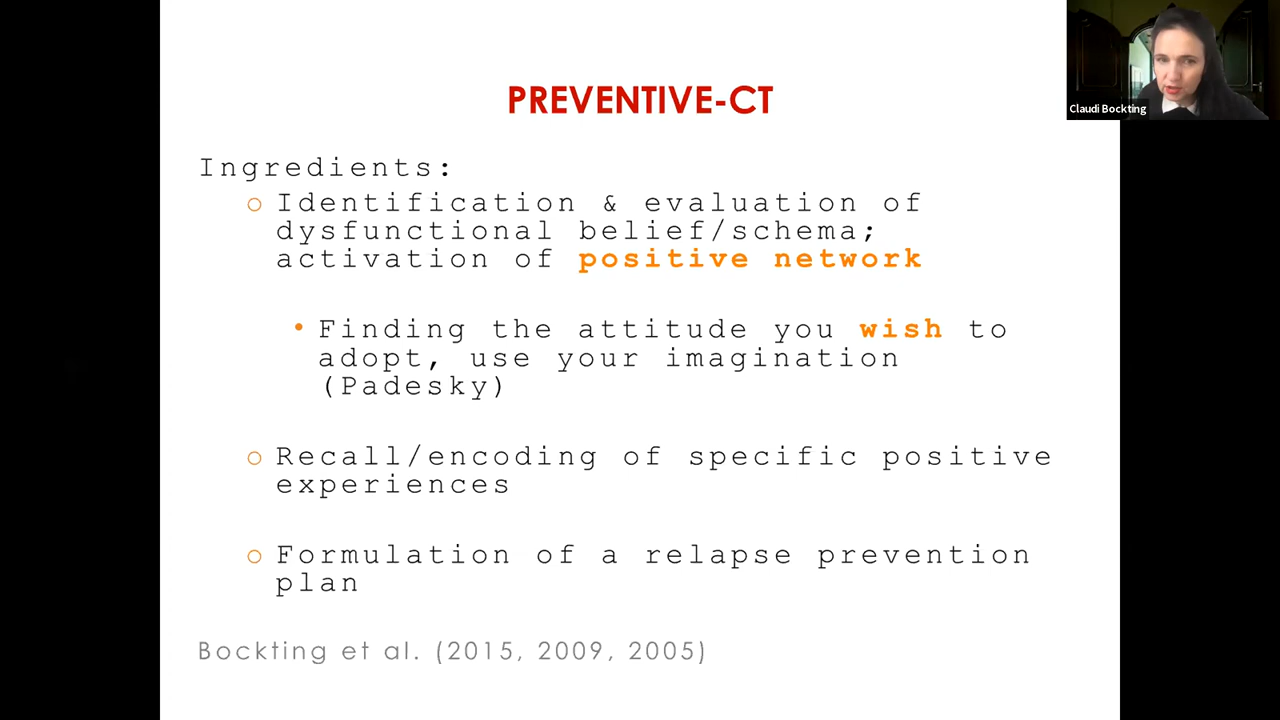 PREVENTIVE-CT
Claudi Bockting
Ingredients:
Identification & evaluation of
dysfunctional belief/schema;
activation of positive network
Finding the attitude you wish to
adopt, use your imagination
(Padesky)
Recall/encoding of specific positive
experiences
Formulation of a relapse prevention
plan
Bockting et al. (2015, 2009, 2005)